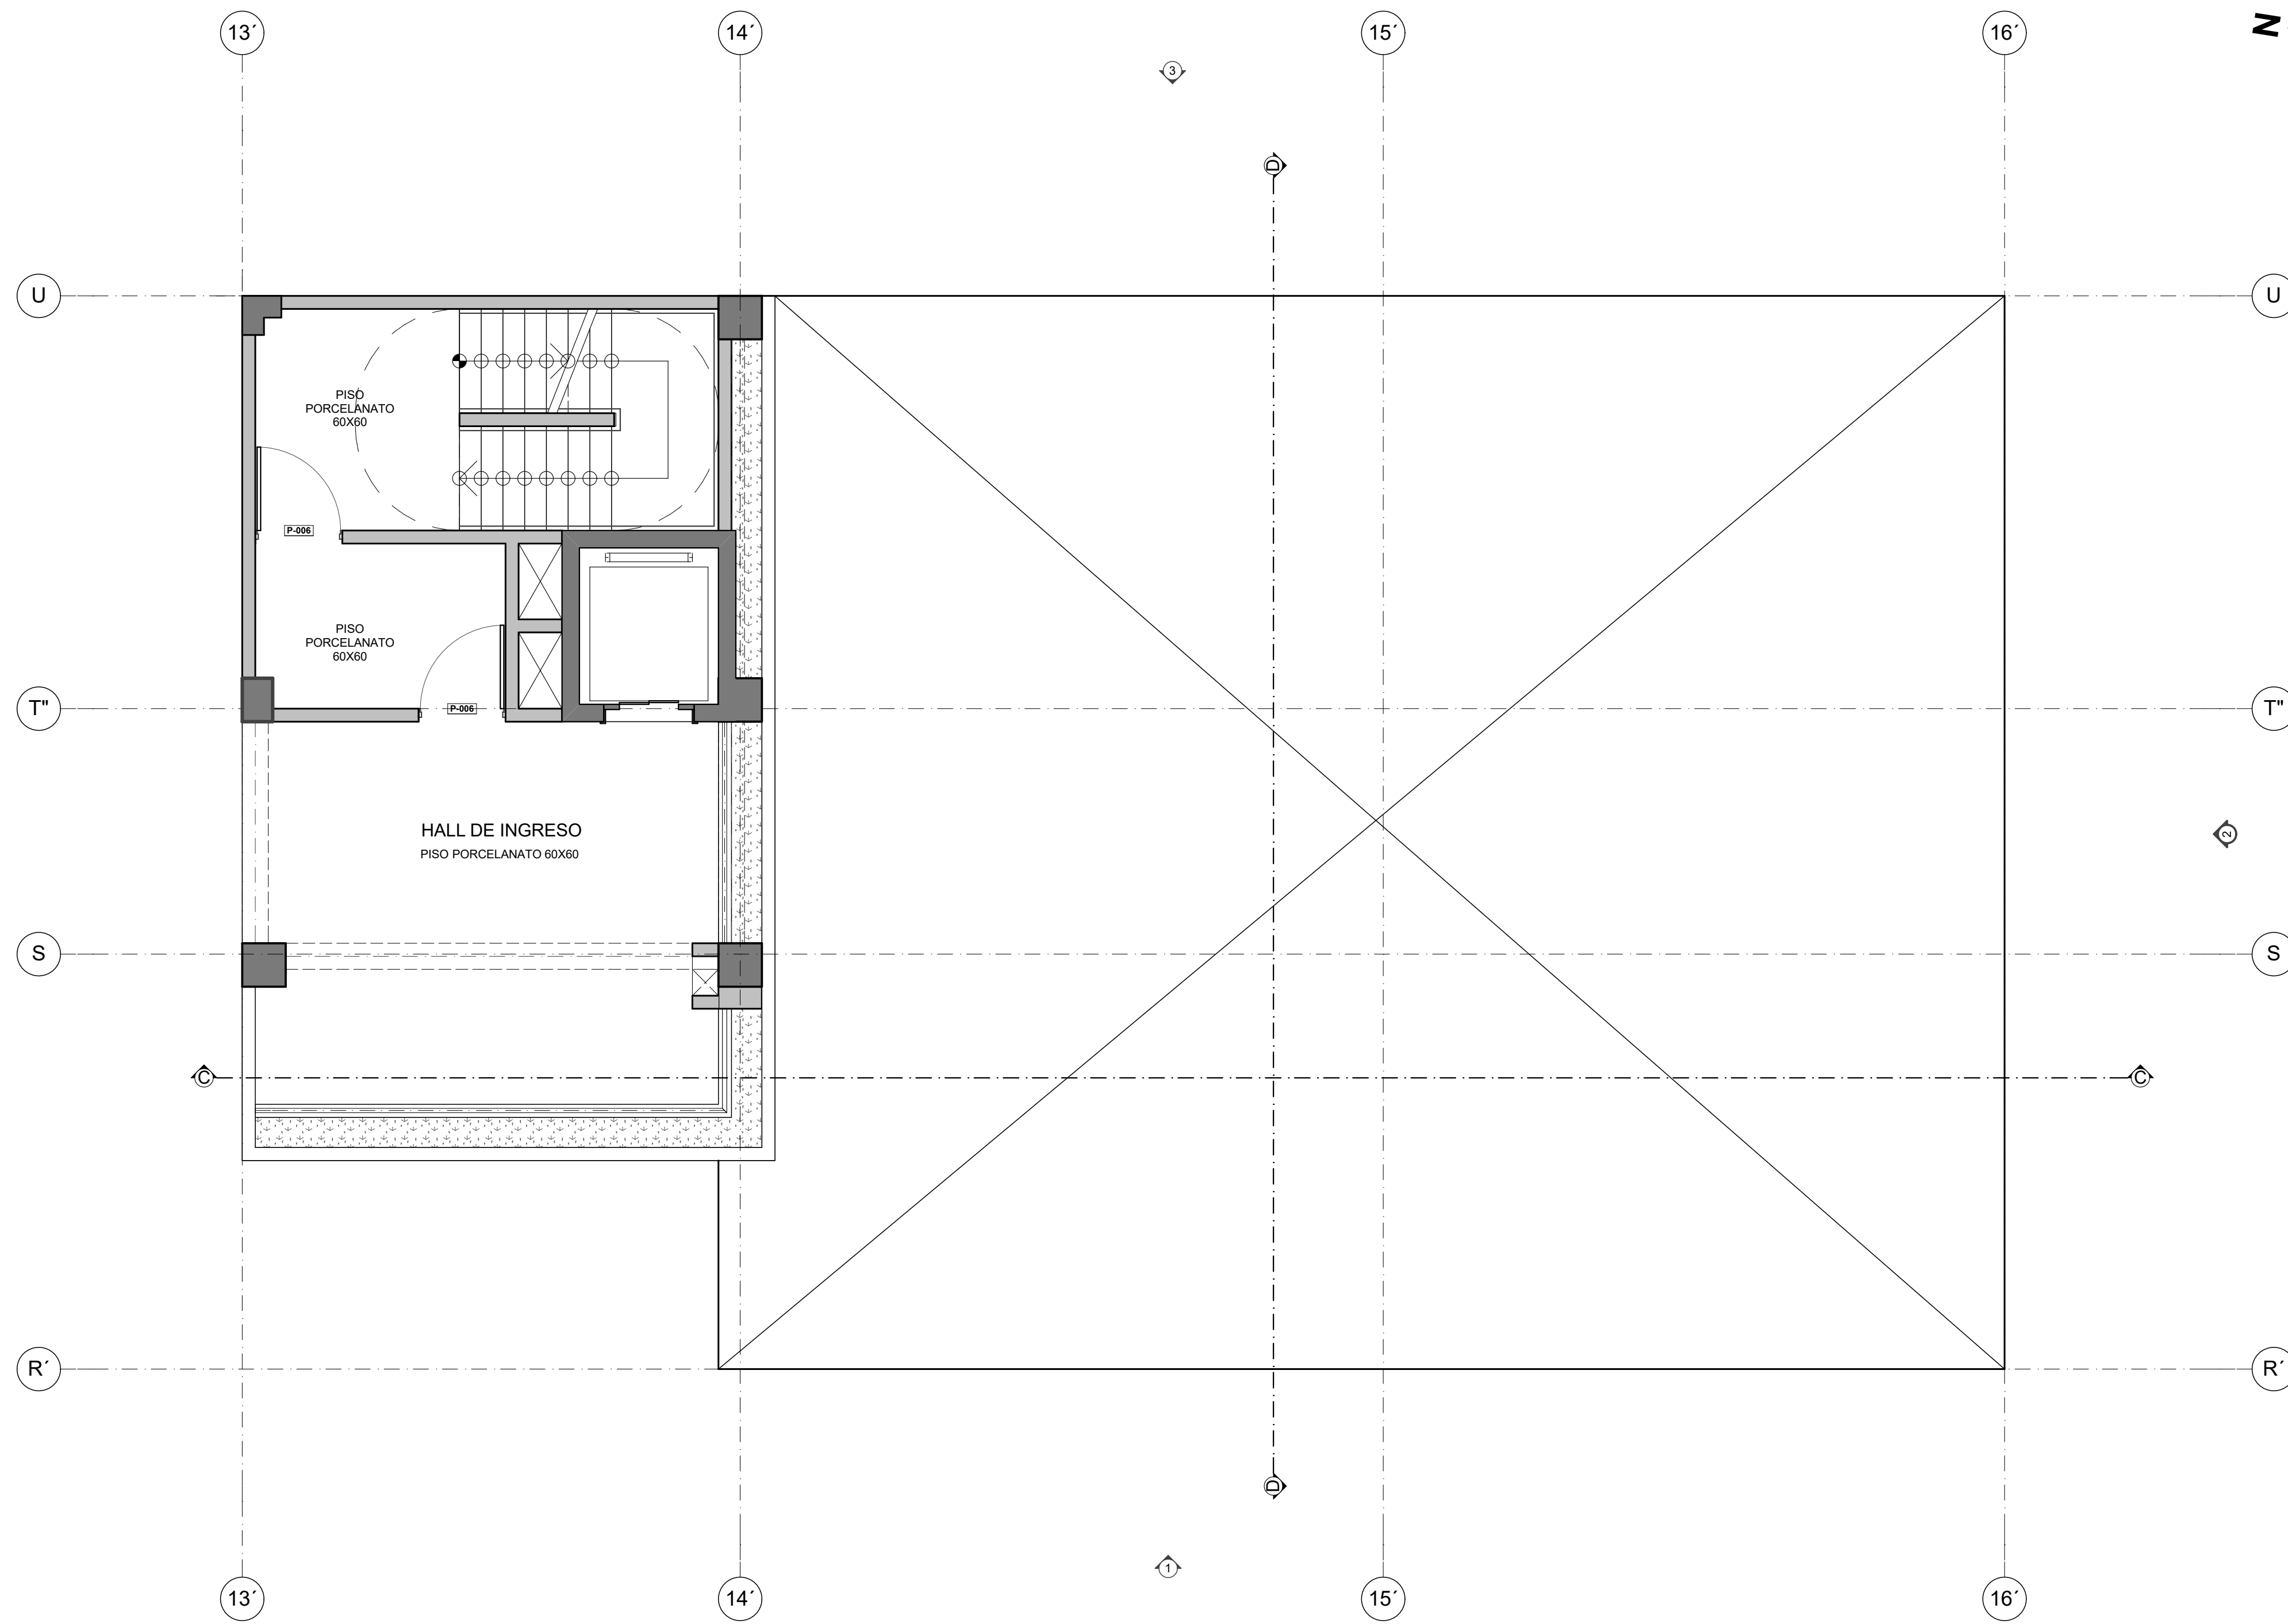 13´
14´
15´
16´
N
3
D
U
U
PISO
PORCELANATO
60X60
P-006
PISO
PORCELANATO
60X60
T"
P-006
T"
HALL DE INGRESO
PISO PORCELANATO 60X60
2
S
S
C
C
R´
R´
D
1
13´
14´
15´
16´